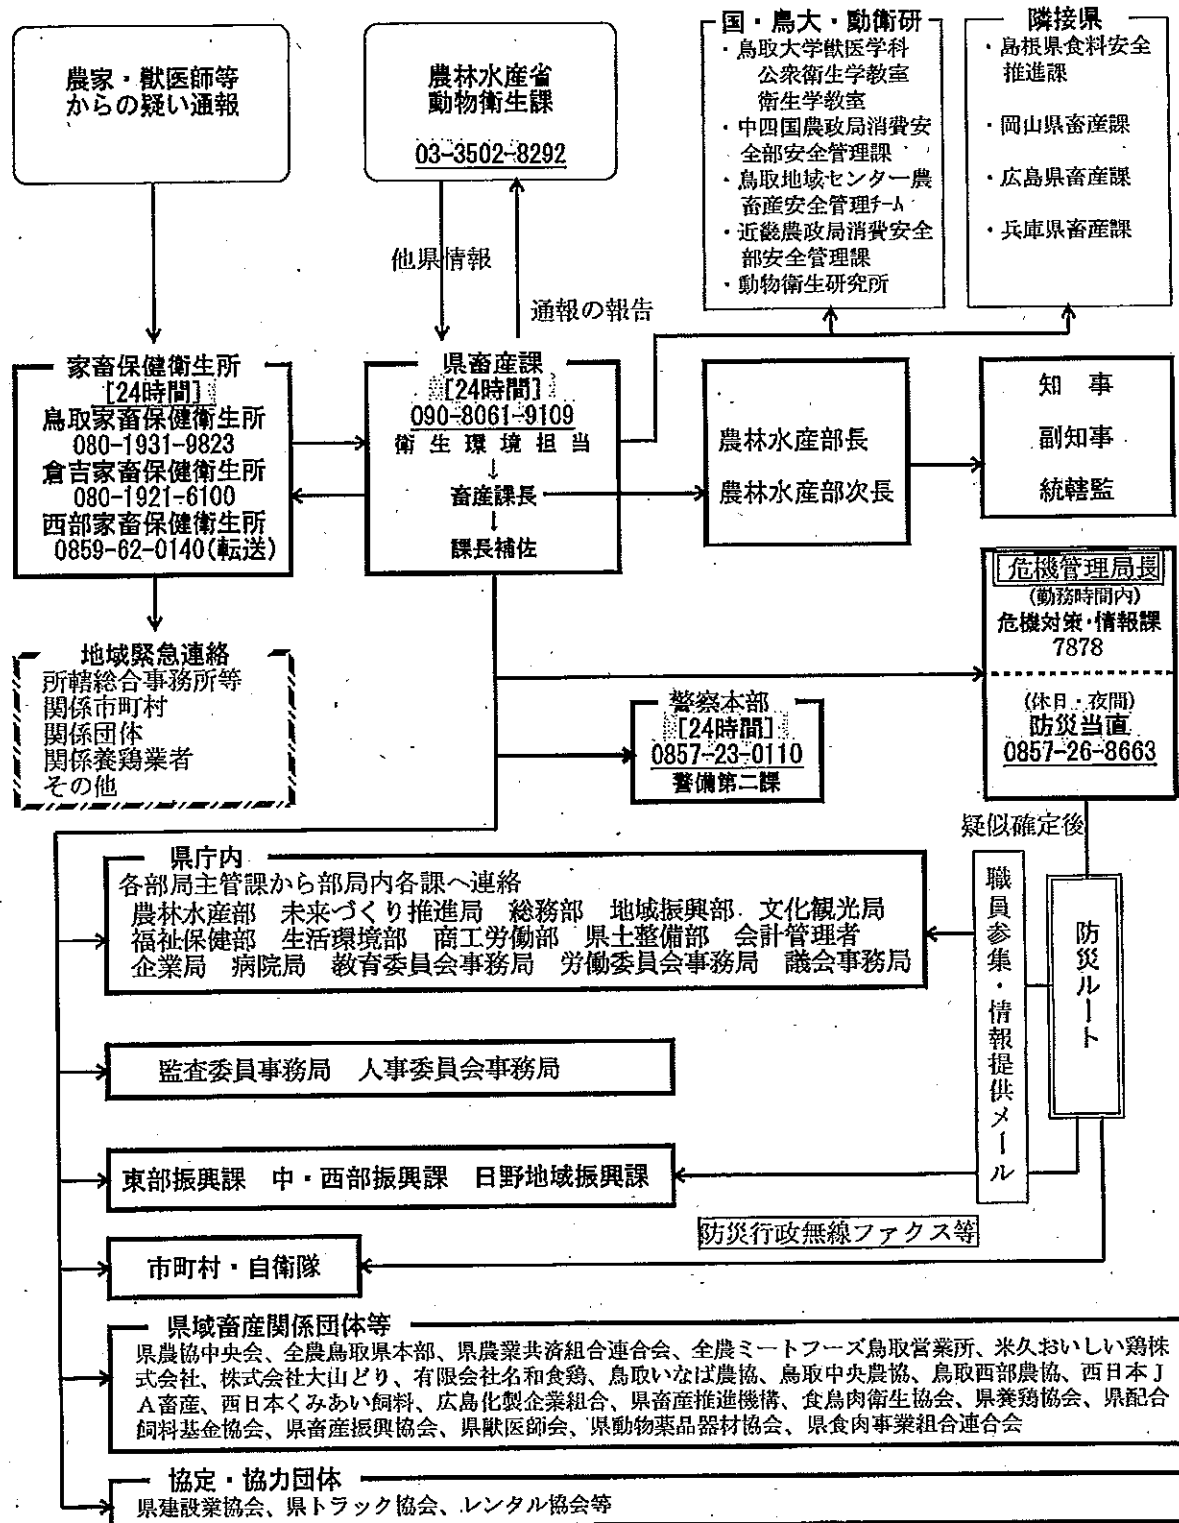 農家・獣医師等
からの疑い通報
農林水産省
動物衛生課
03-3502-8292
国・鳥大・動衛研
・鳥取大学獣医学科
公衆衛生学教室
衛生学教室
・中四国農政局消費安
全部安全管理課
・鳥取地域センター農
畜産安全管理チーム
・近畿農政局消費安全
部安全管理課
・動物衛生研究所
隣接県
・島根県食料安全
推進課
・岡山県畜産課
・広島県畜産課
・兵庫県畜産課
他県情報
通報の報告
家畜保健衛生所
[24時間]
鳥取家畜保健衛生所
080-1931-9823
倉吉家畜保健衛生所
080-1921-6100
西部家畜保健衛生所
0859-62-0140(転送)
県畜産課
[24時間]
090-8061-9109
衛生環境担当
↓
畜産課長
↓
課長補佐
農林水産部長
農林水産部次長
知 事
副知事
統轄監
地域緊急連絡
所轄総合事務所等
関係市町村
関係団体
関係養鶏業者
その他
警察本部
[24時間]
0857-23-0110
警備第二課
危機管理局長
(勤務時間内)
危機対策・情報課
7878
(休日・夜間)
防災当直
0857-26-8663
疑似確定後
県庁内
各部局主管課から部局内各課へ連絡
農林水産部 未来づくり推進局 総務部 地域振興部 文化観光局
福祉保健部 生活環境部 商工労働部 県土整備部 会計管理者
企業局 病院局 教育委員会事務局 労働委員会事務局 議会事務局
職員参集・情報提供メール
防災ルート
監査委員事務局 人事委員会事務局
東部振興課 中・西部振興課 日野地域振興課
防災行政無線ファクス等
市町村・自衛隊
県域畜産関係団体等
県農協中央会、全農鳥取県本部、県農業共済組合連合会、全農ミートフーズ鳥取営業所、米久おいしい鶏株
式会社、株式会社大山どり、有限会社名和食鶏、鳥取いなば農協、鳥取中央農協、鳥取西部農協、西日本J
A畜産、西日本くみあい飼料、広島化製企業組合、県畜産推進機構、食鳥肉衛生協会、県養鶏協会、県配合
飼料基金協会、県畜産振興協会、県獣医師会、県動物薬品器材協会、県食肉事業組合連合会
協定・協力団体
県建設業協会、県トラック協会、レンタル協会等